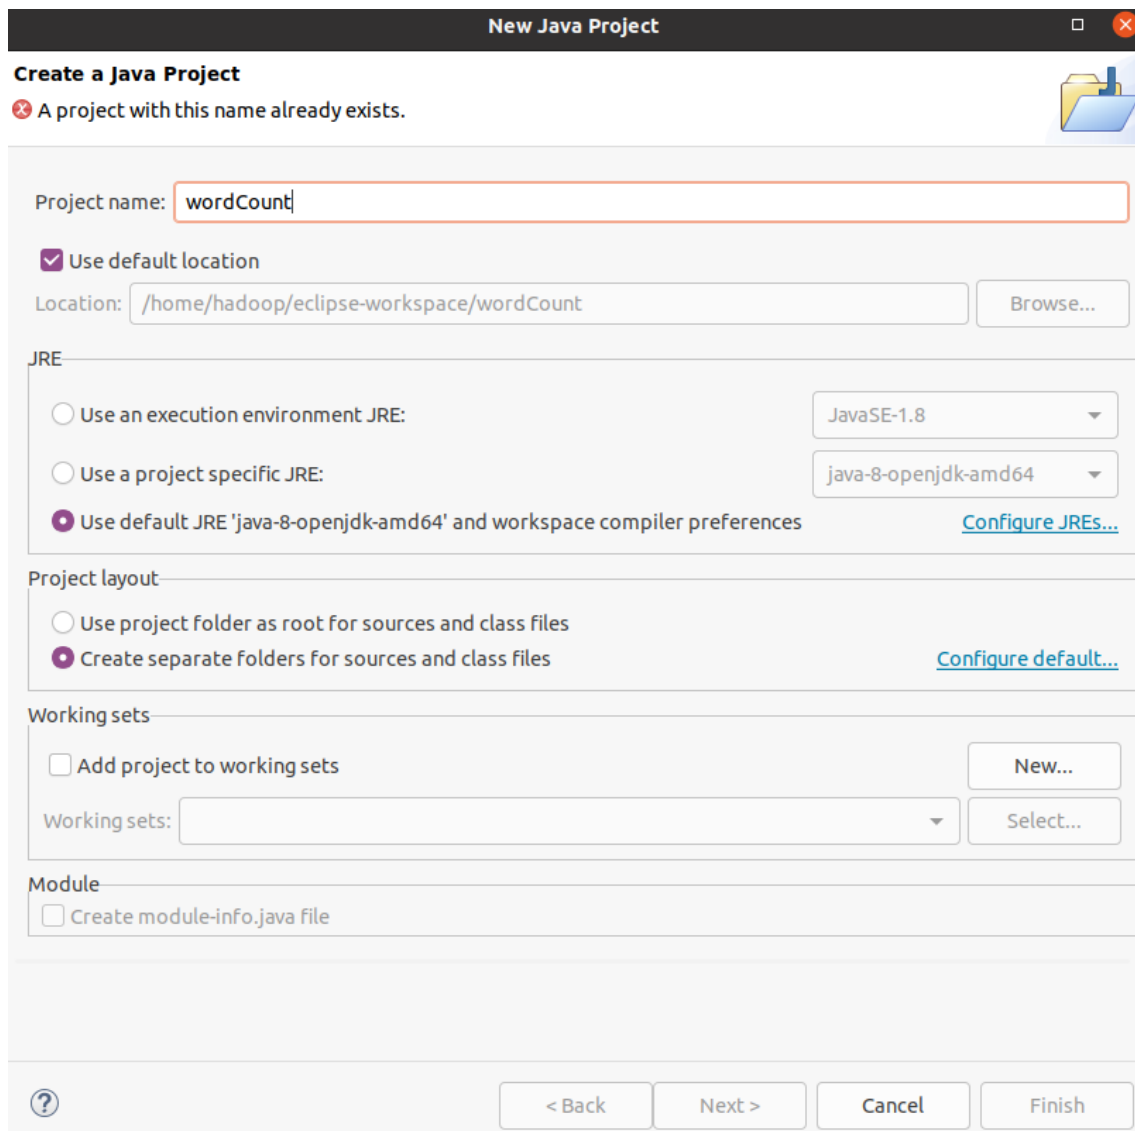 New Java Project
Create a Java Project
A project with this name already exists.
Project name: wordCount
Use default location
Location: /home/hadoop/eclipse-workspace/wordCount Browse...
JRE
Use an execution environment JRE: JavaSE-1.8
Use a project specific JRE: java-8-openjdk-amd64
Use default JRE 'java-8-openjdk-amd64' and workspace compiler preferences Configure JREs...
Project layout
Use project folder as root for sources and class files
Create separate folders for sources and class files Configure default...
Working sets
Add project to working sets New...
Working sets: Select...
Module
Create module-info.java file
? < Back Next > Cancel Finish